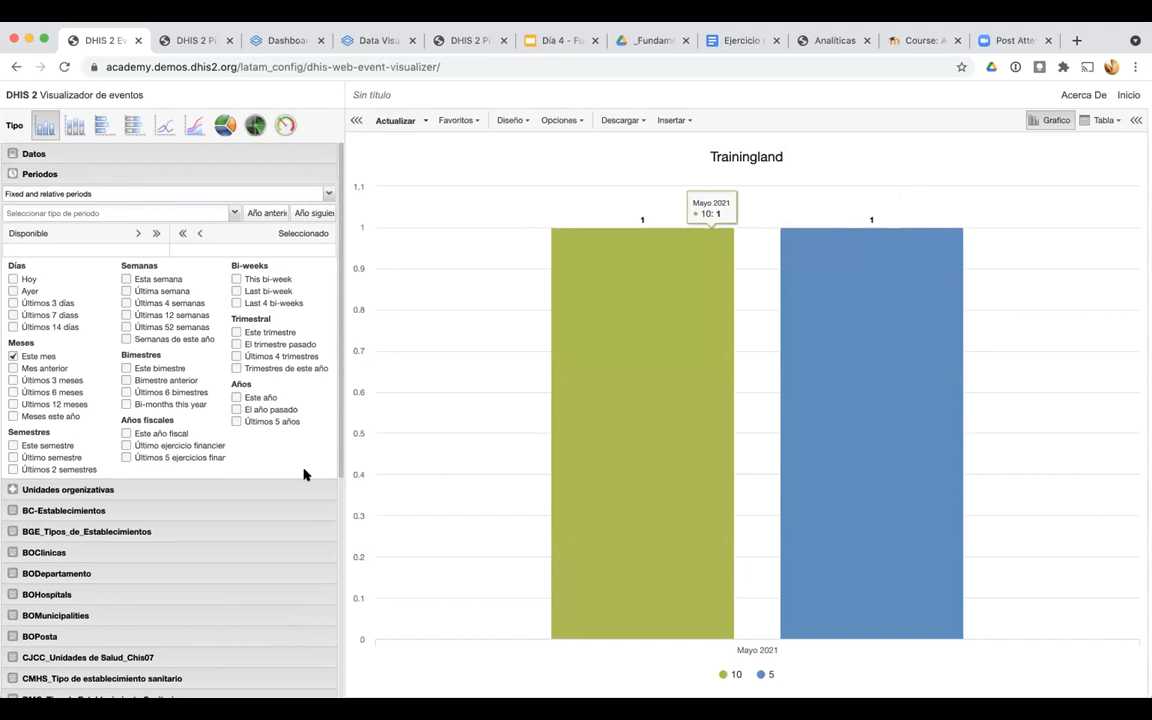 DHIS 2 Ev
DHIS 2 Pi
Dashboar
Data Visu
DHIS 2 Pi
Día 4 - Fu
_Fundame
Ejercicio d
Analíticas
Course: A
Post Atte
academy.demos.dhis2.org/latam_config/dhis-web-event-visualizer/
DHIS 2 Visualizador de eventos
Sin título
Acerca De Inicio
Tipo
Actualizar Favoritos Diseño Opciones Descargar Insertar Grafico Tabla
Datos
Periodos
Fixed and relative periods
Seleccionar tipo de periodo Año anteri Año siguier
Disponible Seleccionado
Días
Hoy
Ayer
Últimos 3 días
Últimos 7 diass
Últimos 14 días
Meses
Este mes
Mes anterior
Últimos 3 meses
Últimos 6 meses
Ultimos 12 meses
Meses este año
Semestres
Este semestre
Último semestre
Últimos 2 semestres
Semanas
Esta semana
Última semana
Últimas 4 semanas
Últimas 12 semanas
Últimas 52 semanas
Semanas de este año
Bimestres
Este bimestre
Bimestre anterior
Últimos 6 bimestres
Bi-months this year
Años fiscales
Este año fiscal
Último ejercicio financier
Últimos 5 ejercicios finar
Bi-weeks
This bi-week
Last bi-week
Last 4 bi-weeks
Trimestral
Este trimestre
El trimestre pasado
Últimos 4 trimestres
Trimestres de este año
Años
Este año
El año pasado
Últimos 5 años
Unidades organizativas
BC-Establecimientos
BGE_Tipos_de_Establecimientos
BOClinicas
BODepartamento
BOHospitals
BOMunicipalities
BOPosta
CJCC_Unidades de Salud_Chis07
CMHS_Tipo de establecimiento sanitario
Trainingland
1.1
1
0.9
0.8
0.7
0.6
0.5
0.4
0.3
0.2
0.1
0
1
Mayo 2021
10: 1
1
Mayo 2021
10 5